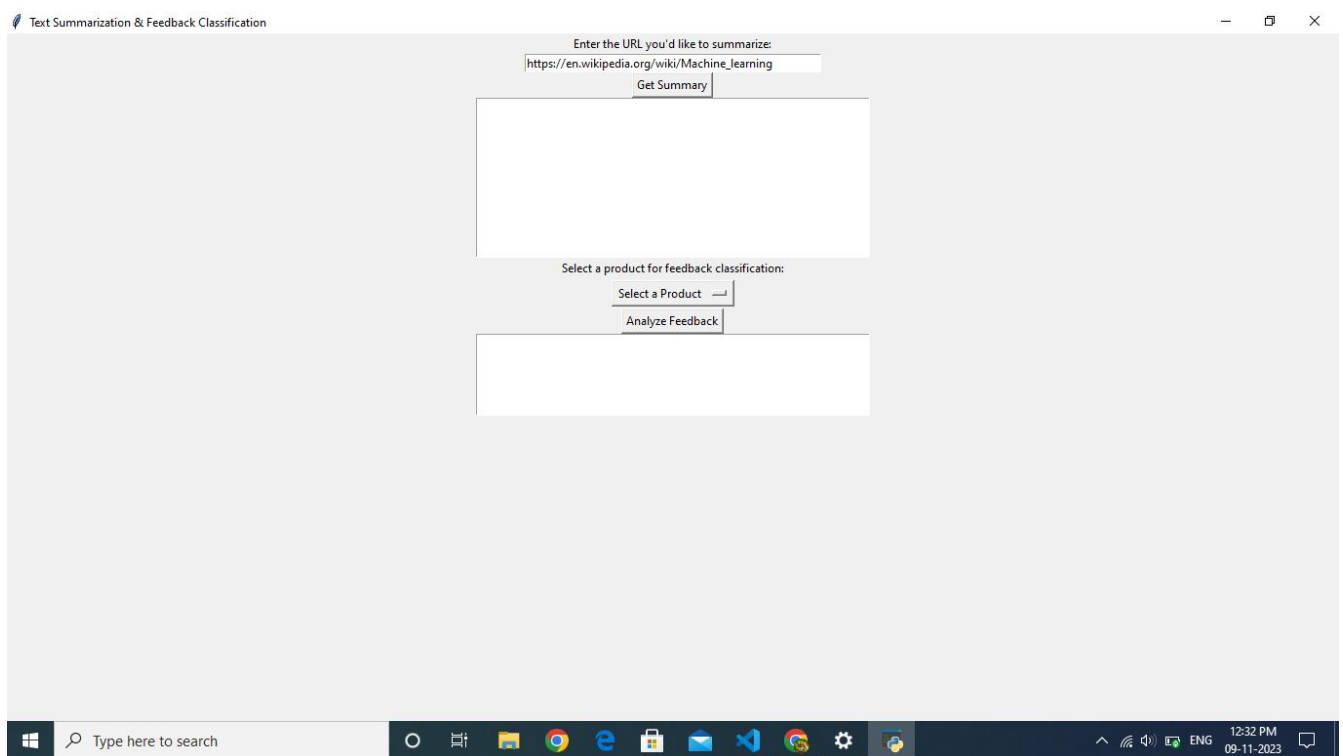 Text Summarization & Feedback Classification
Enter the URL you'd like to summarize:
https://en.wikipedia.org/wiki/Machine_learning
Get Summary
Select a product for feedback classification:
Select a Product
Analyze Feedback
Type here to search
ENG
12:32 PM
09-11-2023